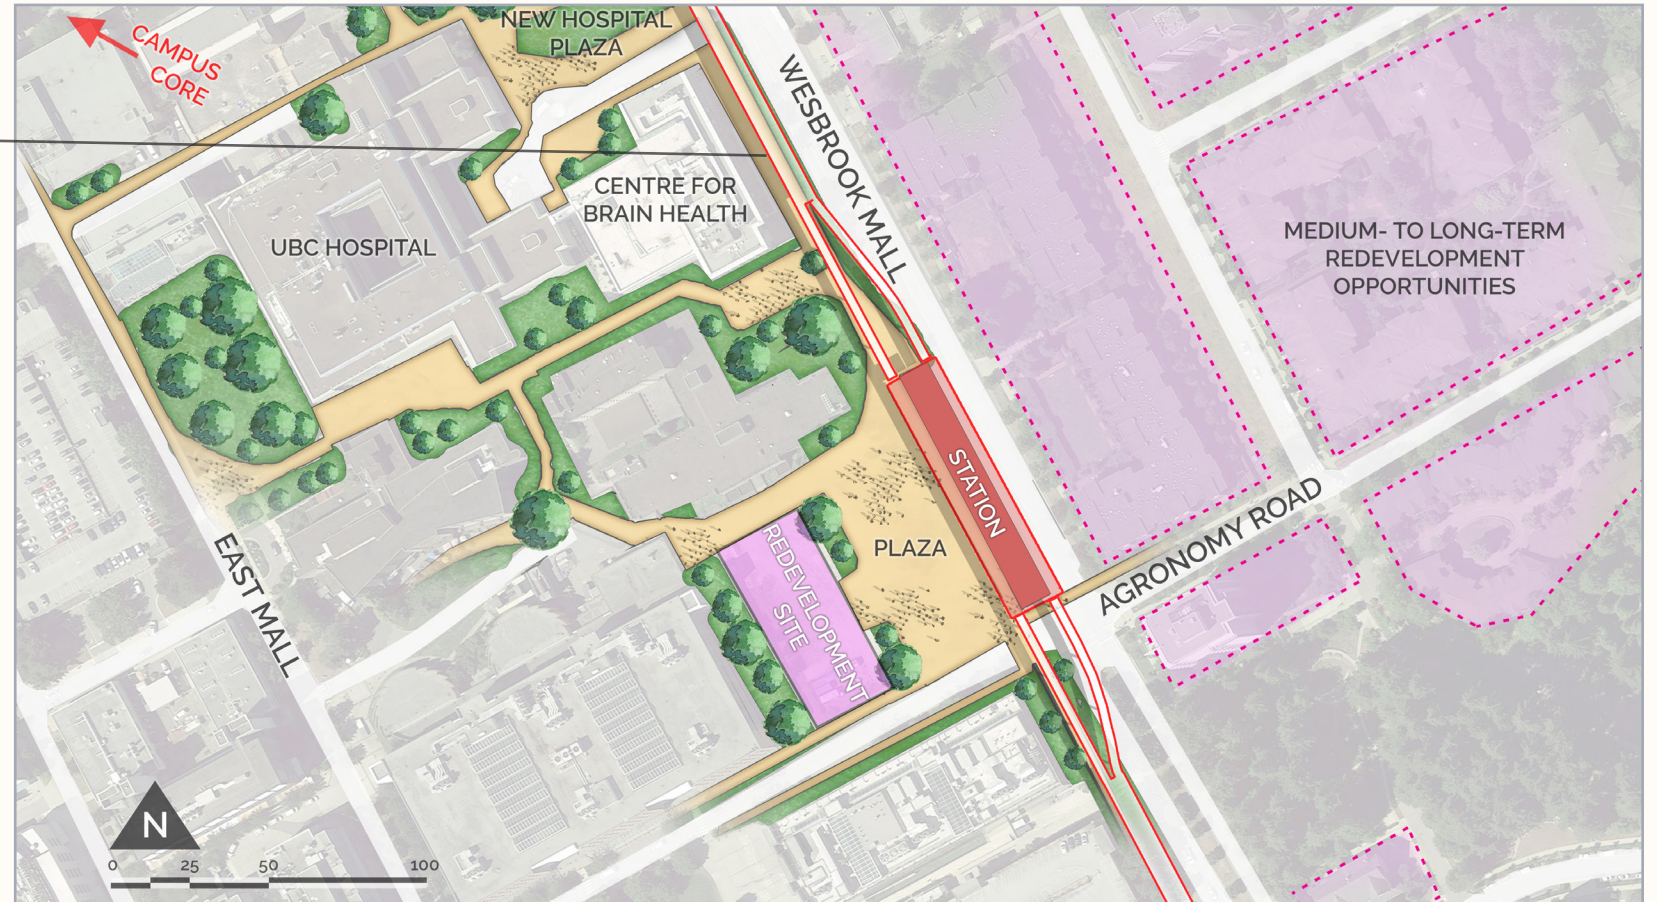 NEW HOSPITAL
PLAZA
CAMPUS
CORE
WESBROOK MALL
CENTRE FOR
BRAIN HEALTH
UBC HOSPITAL
MEDIUM- TO LONG-TERM
REDEVELOPMENT
OPPORTUNITIES
STATION
PLAZA
AGRONOMY ROAD
REDEVELOPMENT
SITE
EAST MALL
N
0 25 50 100